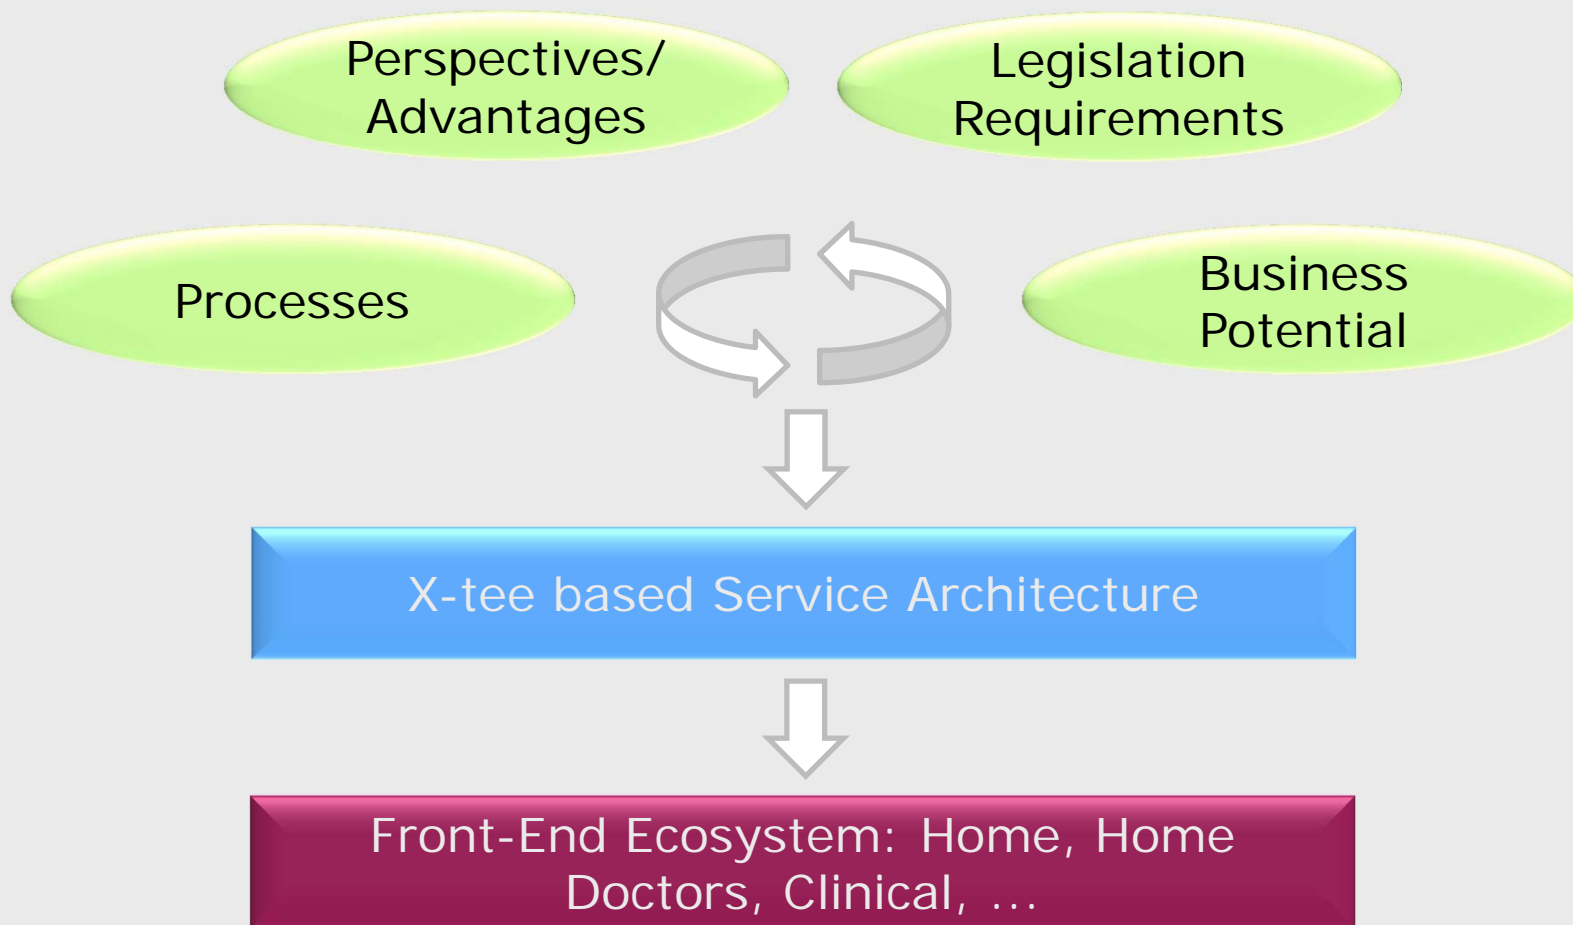 Perspectives/
Advantages
Legislation
Requirements
Processes
Business
Potential
X-tee based Service Architecture
Front-End Ecosystem: Home, Home
Doctors, Clinical, ...